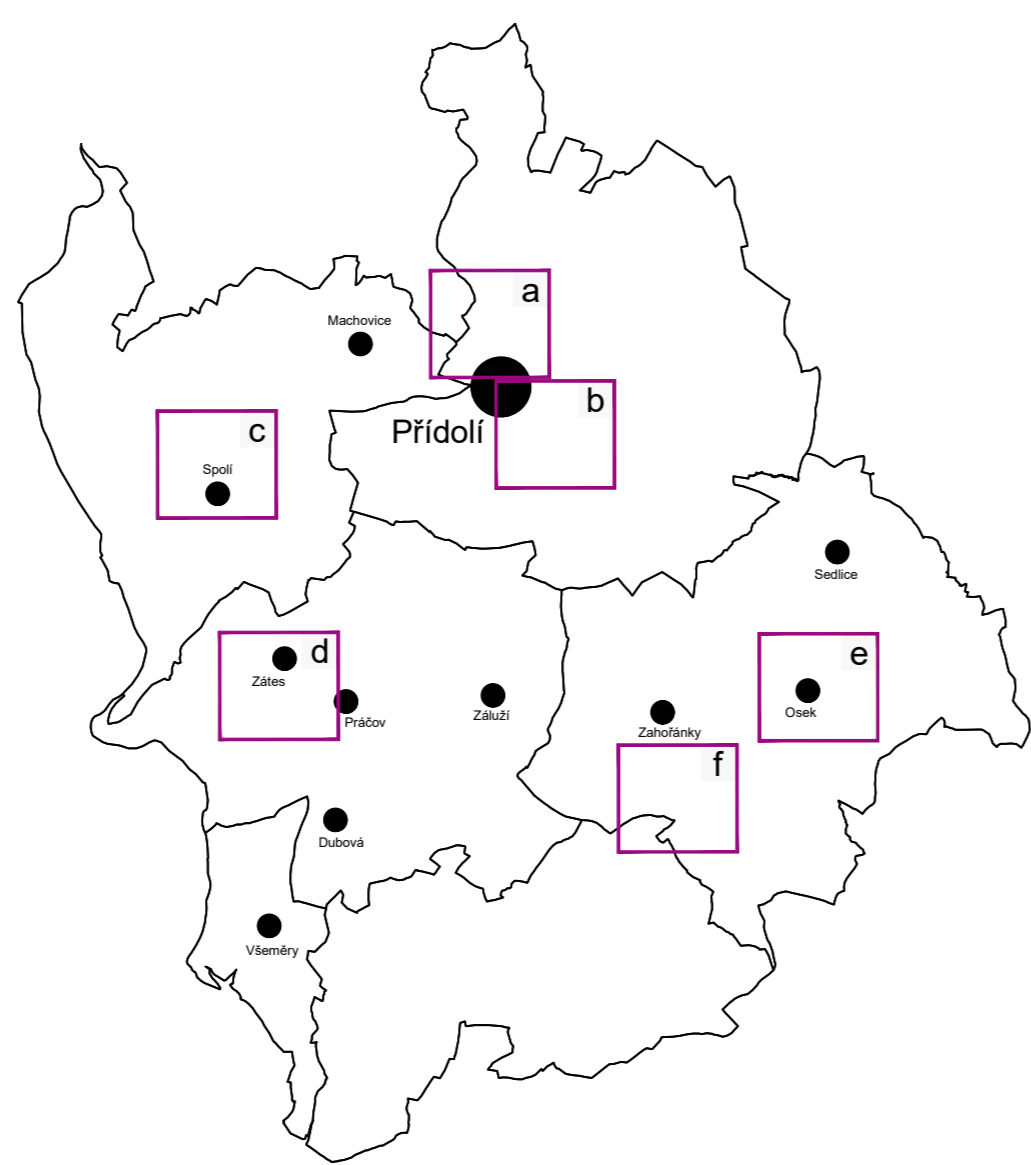 a
Machovice
b
Přídolí
c
Spolí
Sedlice
d
Zátes
e
Osek
Práčov
Záluží
Zahořánky
f
Dubová
Všeměry